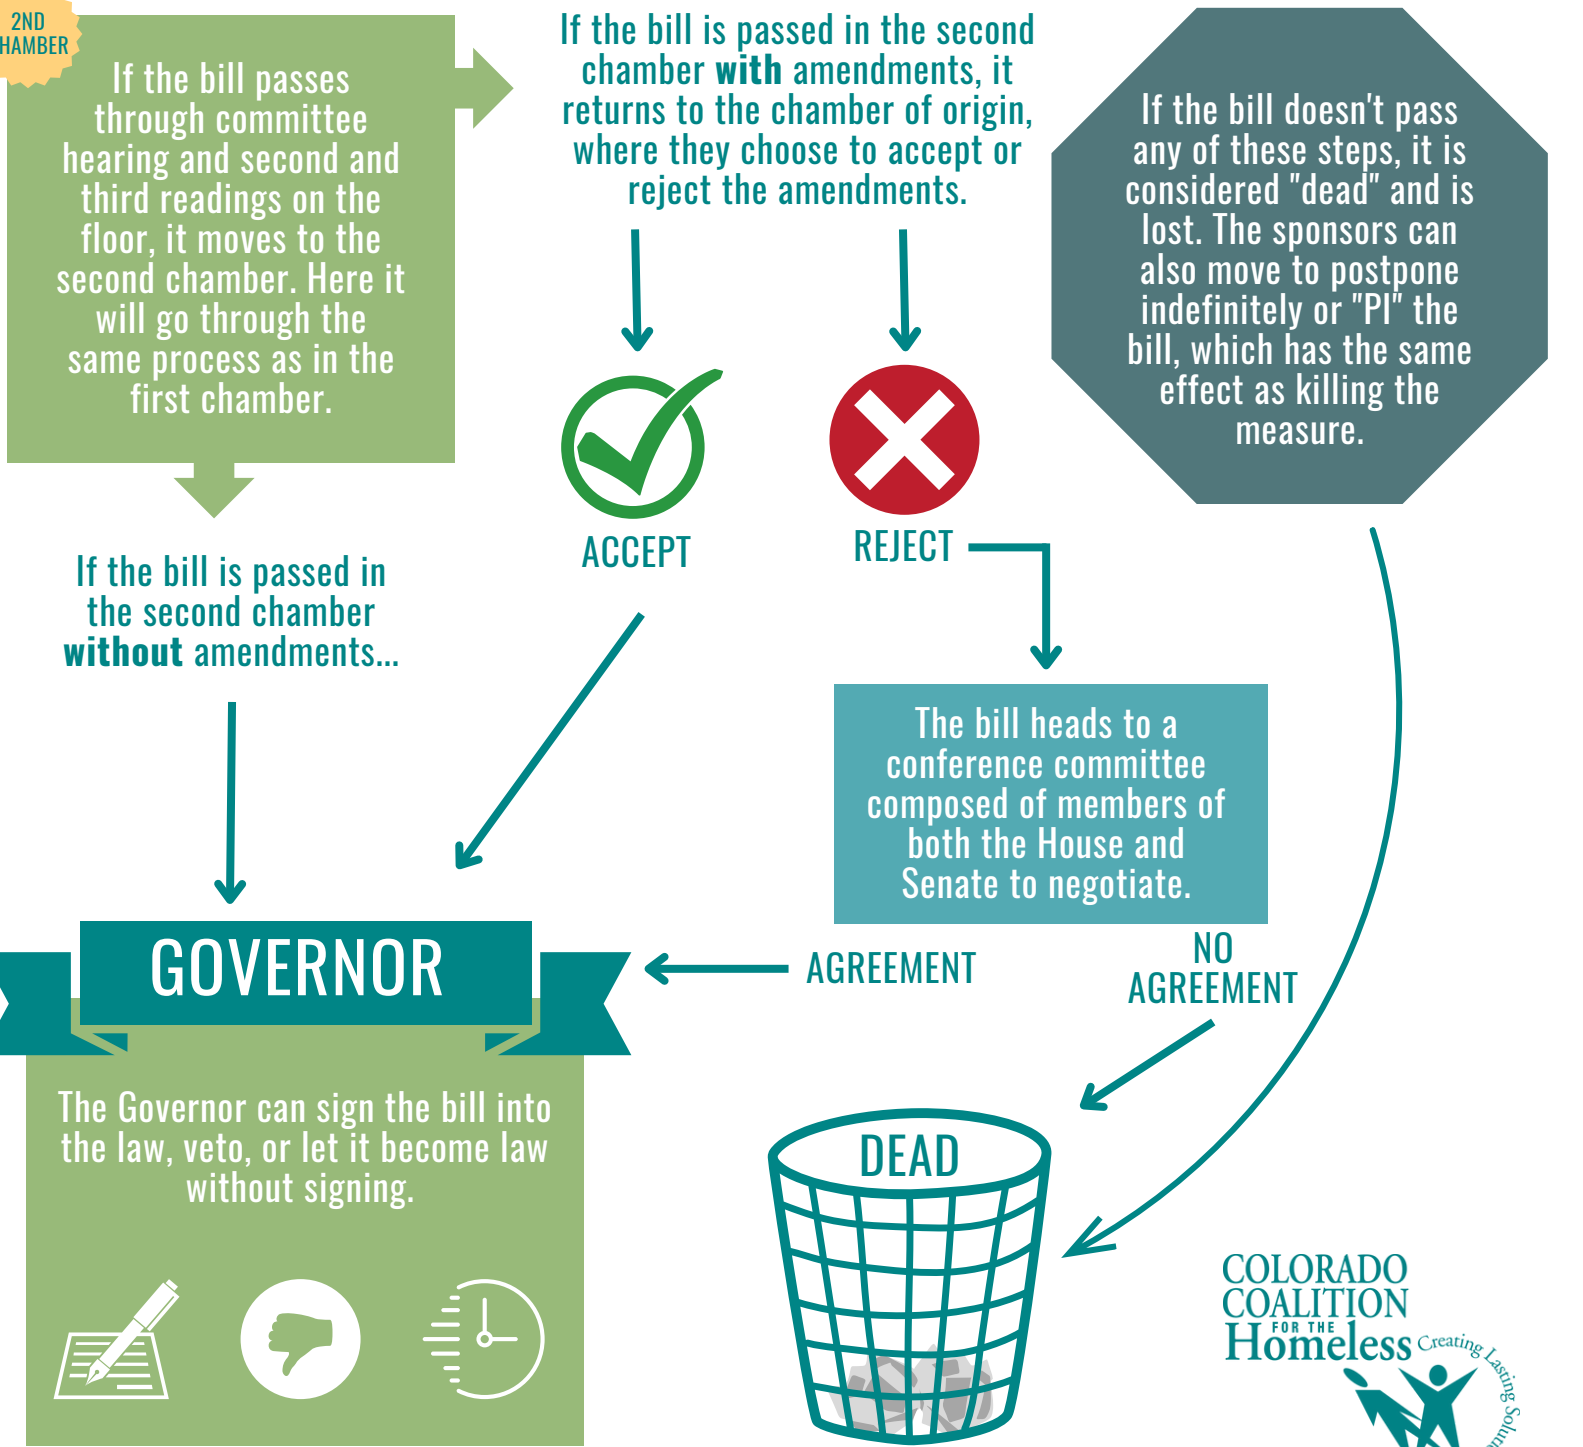 2ND
HAMBER
If the bill passes
through committee
hearing and second and
third readings on the
floor, it moves to the
second chamber. Here it
will go through the
same process as in the
first chamber.
If the bill is passed in the second
chamber with amendments, it
returns to the chamber of origin,
where they choose to accept or
reject the amendments.
If the bill doesn't pass
any of these steps, it is
considered "dead" and is
lost. The sponsors can
also move to postpone
indefinitely or "PI" the
bill, which has the same
effect as killing the
measure.
ACCEPT
REJECT
If the bill is passed in
the second chamber
without amendments...
The bill heads to a
conference committee
composed of members of
both the House and
Senate to negotiate.
AGREEMENT
NO
AGREEMENT
GOVERNOR
The Governor can sign the bill into
the law, veto, or let it become law
without signing.
DEAD
COLORADO
COALITION
FOR THE
Homeless
Creating Lasting Soluti